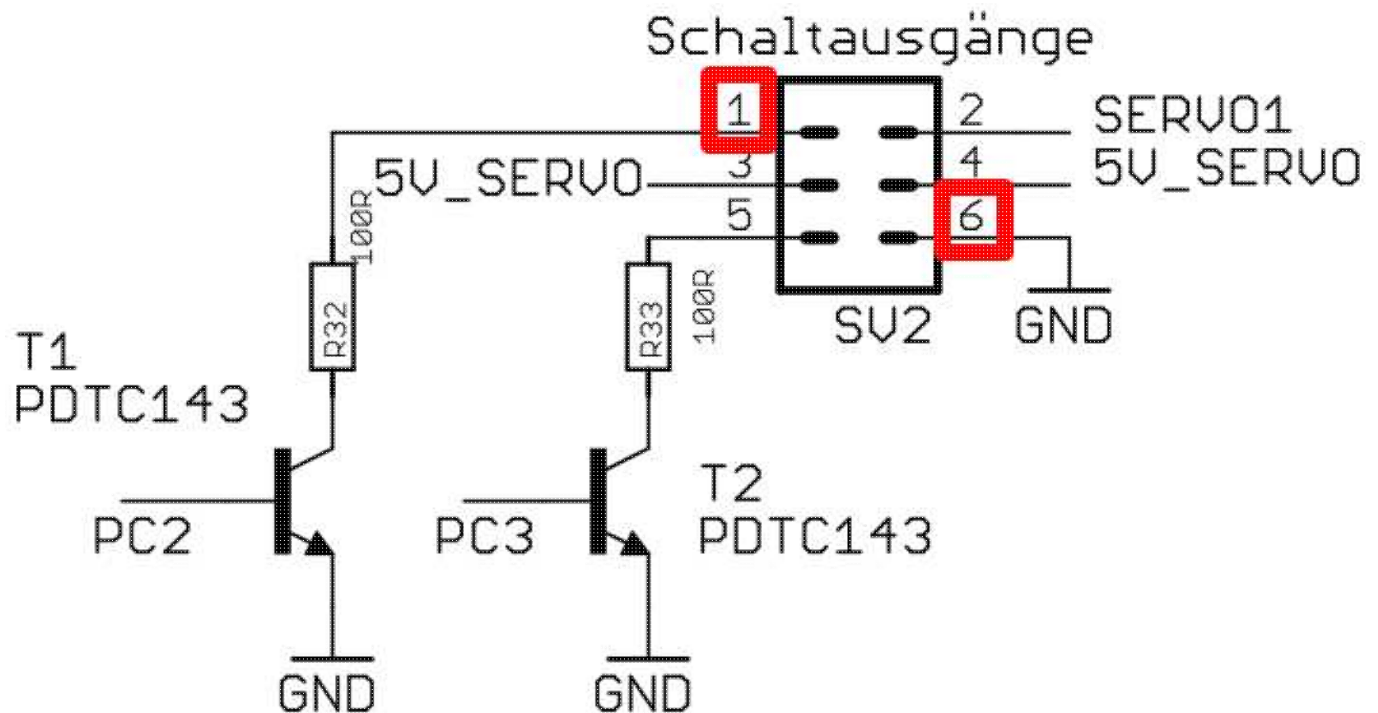 Schaltausgänge
1 2 SERVO1
5V_SERVO 3 4 5V_SERVO
5 6
100R
R32
R33
100R
SV2
GND
T1
PDTC143
T2
PDTC143
PC2
PC3
GND
GND